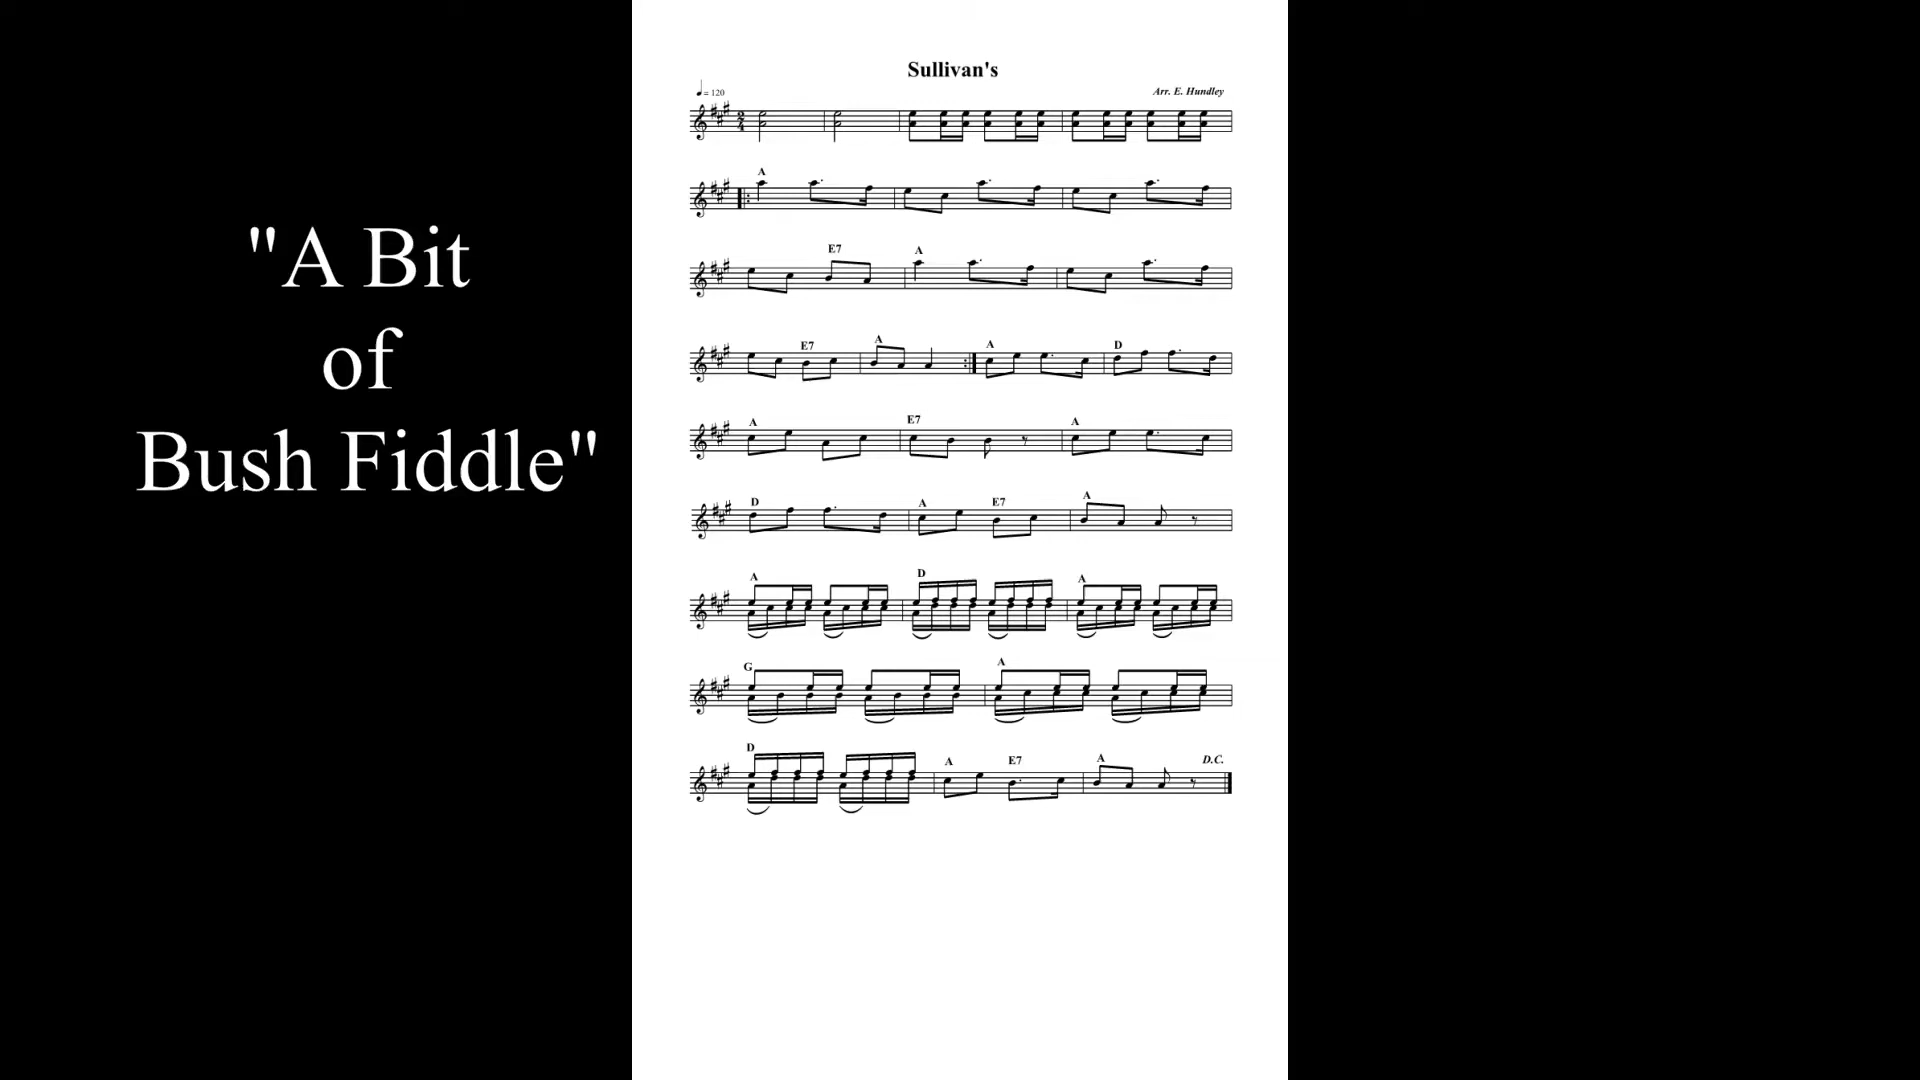 "A Bit
of
Bush Fiddle"
Sullivan's
♩= 120
Arr. E. Hundley
A
E7 A
E7 A A D
A E7 A
D A E7 A
A D A
G A
D A E7 A D.C.